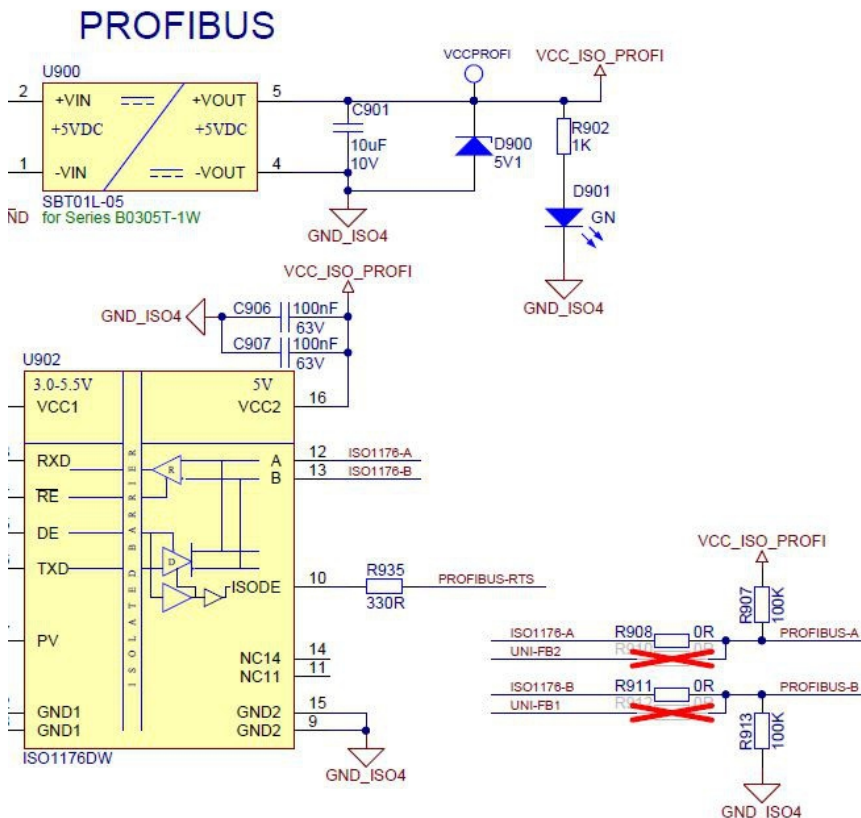 PROFIBUS
U900
2 +VIN +VOUT 5
+5VDC +5VDC
1 -VIN -VOUT 4
SBT01L-05
ND for Series B0305T-1W
C901
10uF
10V
GND_ISO4
VCCPROFI
D900
5V1
VCC_ISO_PROFI
R902
1K
D901
GN
GND_ISO4
VCC_ISO_PROFI
GND_ISO4
C906 100nF
63V
C907 100nF
63V
U902
3.0-5.5V 5V
VCC1 VCC2 16
RXD A 12 ISO1176-A
B 13 ISO1176-B
RE
DE
TXD
R
D
ISOLATED BARRIER
ISODE 10
R935
330R
PROFIBUS-RTS
PV
NC14 14
NC11 11
GND1 GND2 15
GND1 GND2 9
ISO1176DW
GND_ISO4
VCC_ISO_PROFI
R907
100K
ISO1176-A R908 0R PROFIBUS-A
UNI-FB2
ISO1176-B R911 0R PROFIBUS-B
UNI-FB1
R913
100K
GND_ISO4